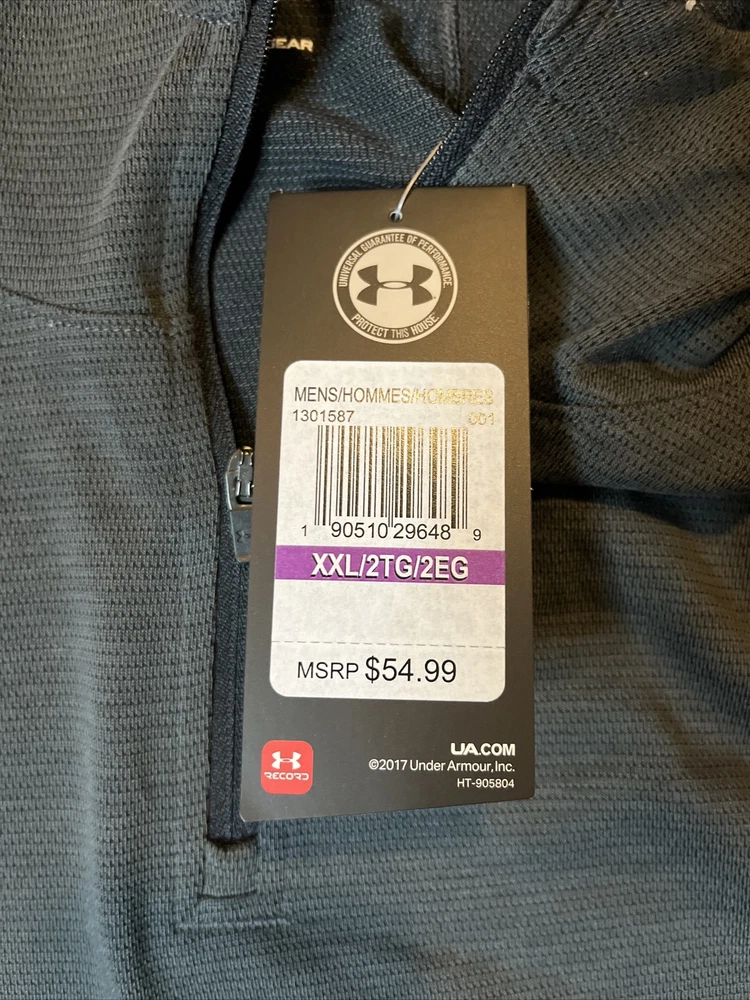 GEAR
UNIVERSAL GUARANTEE OF PERFORMANCE
PROTECT THIS HOUSE.
MENS/HOMMES/HOMBRES
1301587 001
1 90510 29648 9
XXL/2TG/2EG
MSRP $54.99
RECORD
UA.COM
©2017 Under Armour, Inc.
HT-905804